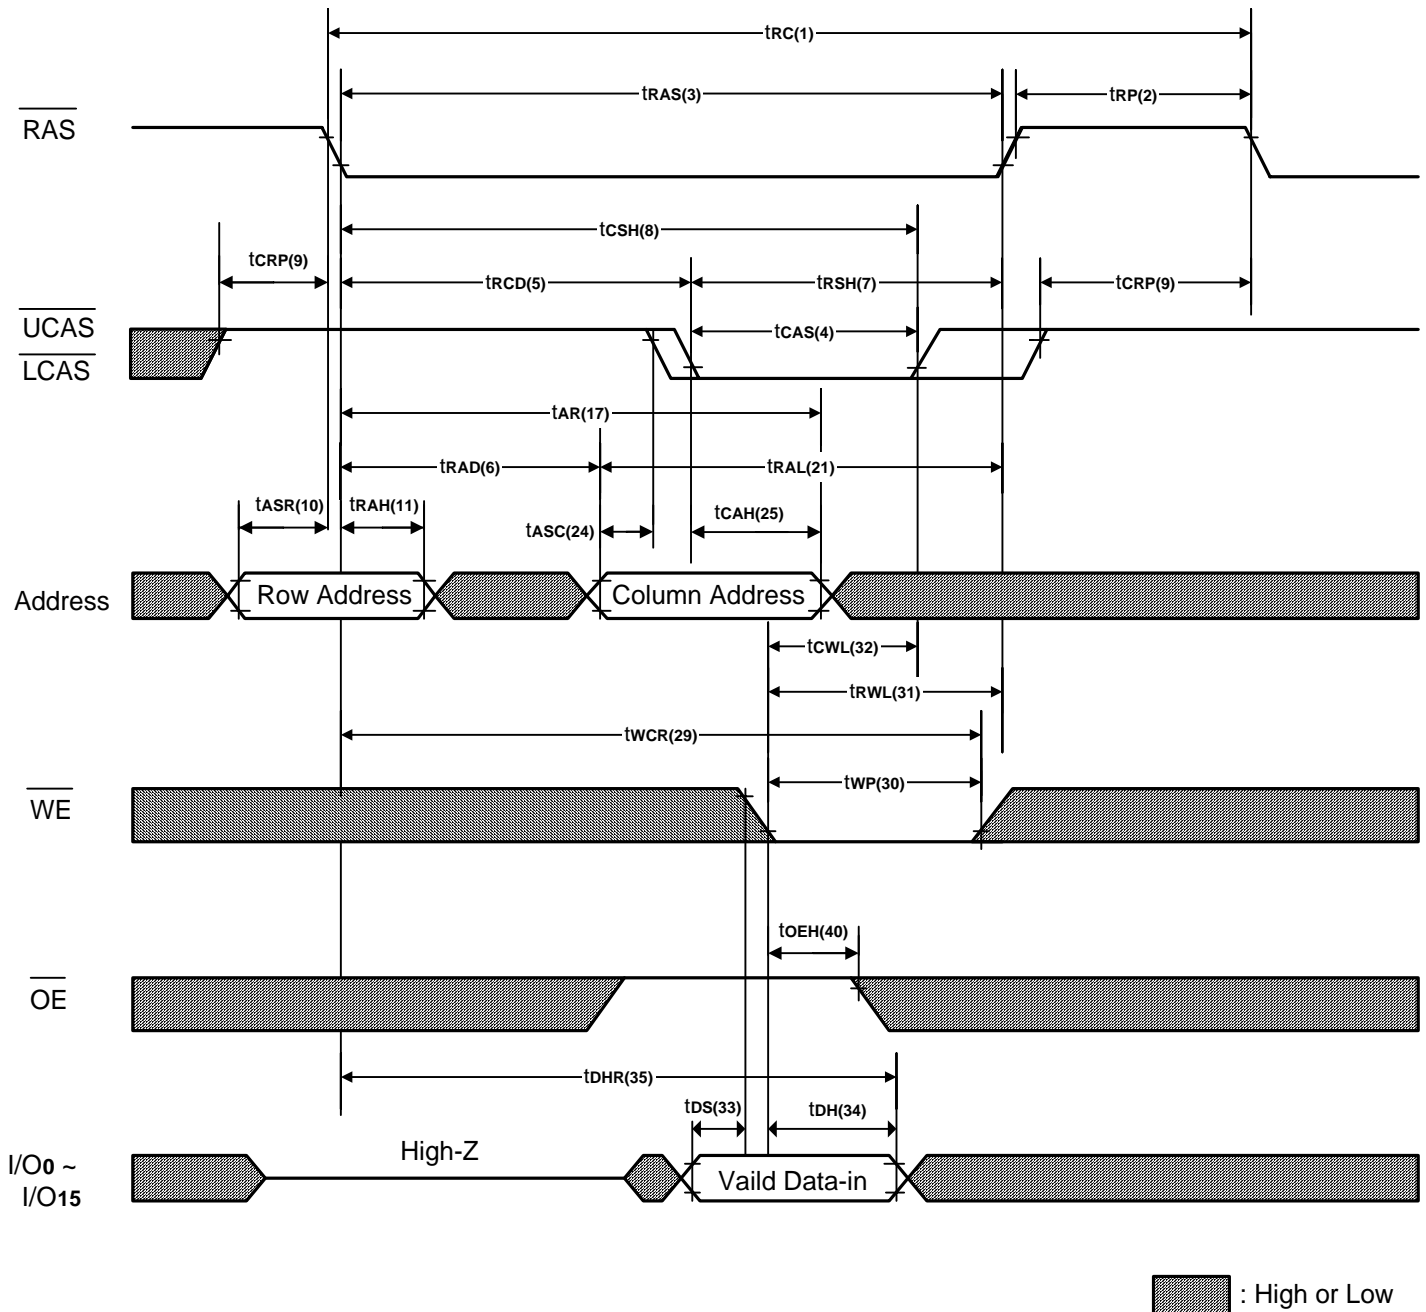 tRC(1)
tRAS(3)
tRP(2)
RAS
tCSH(8)
tCRP(9)
tRCD(5)
tRSH(7)
tCRP(9)
UCAS
tCAS(4)
LCAS
tAR(17)
tRAD(6)
tRAL(21)
tASR(10)
tRAH(11)
tASC(24)
tCAH(25)
Address
Row Address
Column Address
tCWL(32)
tRWL(31)
tWCR(29)
tWP(30)
WE
tOEH(40)
OE
tDHR(35)
tDS(33)
tDH(34)
High-Z
I/O0 ~
I/O15
Vaild Data-in
: High or Low